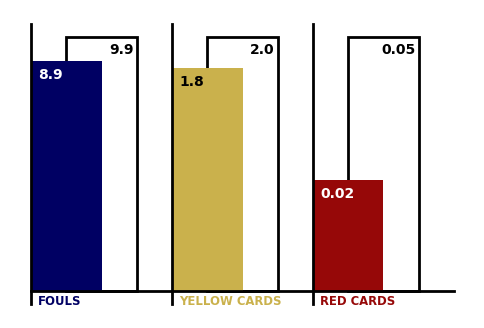 9.9
2.0
0.05
8.9
1.8
0.02
FOULS
YELLOW CARDS
RED CARDS